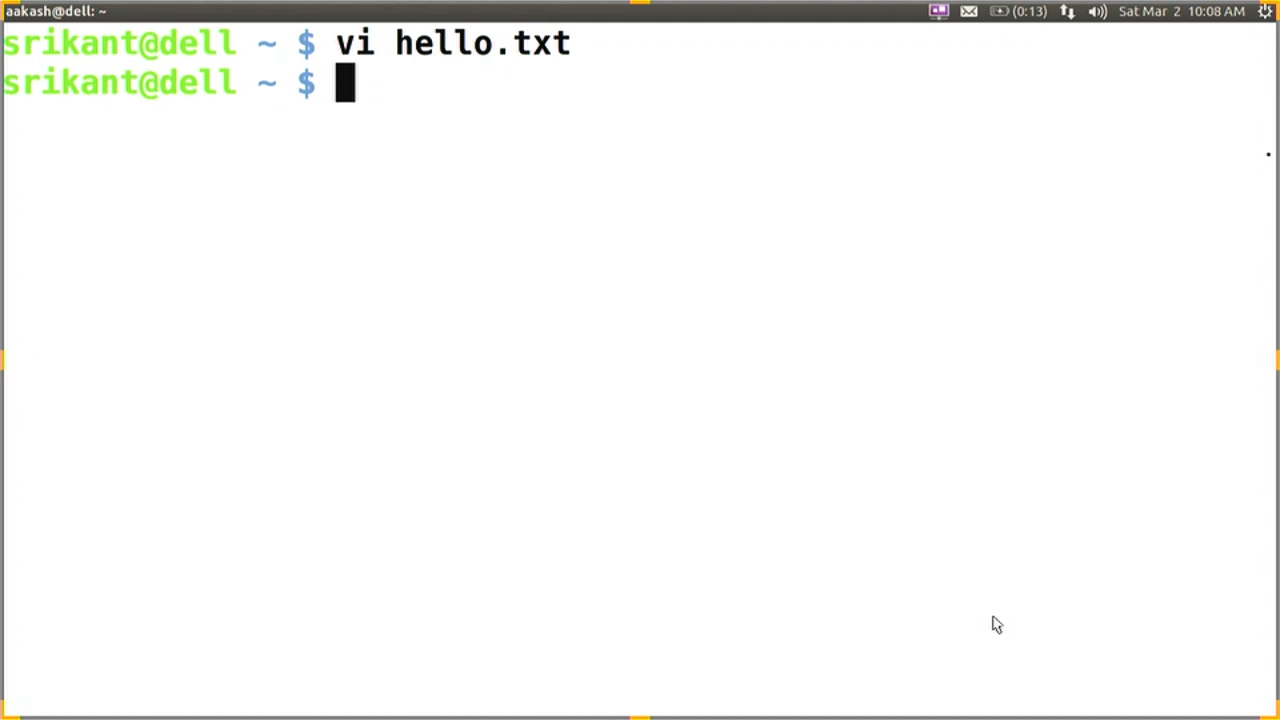 aakash@dell: ~ (0:13) Sat Mar 2 10:08 AM
srikant@dell ~ $ vi hello.txt
srikant@dell ~ $